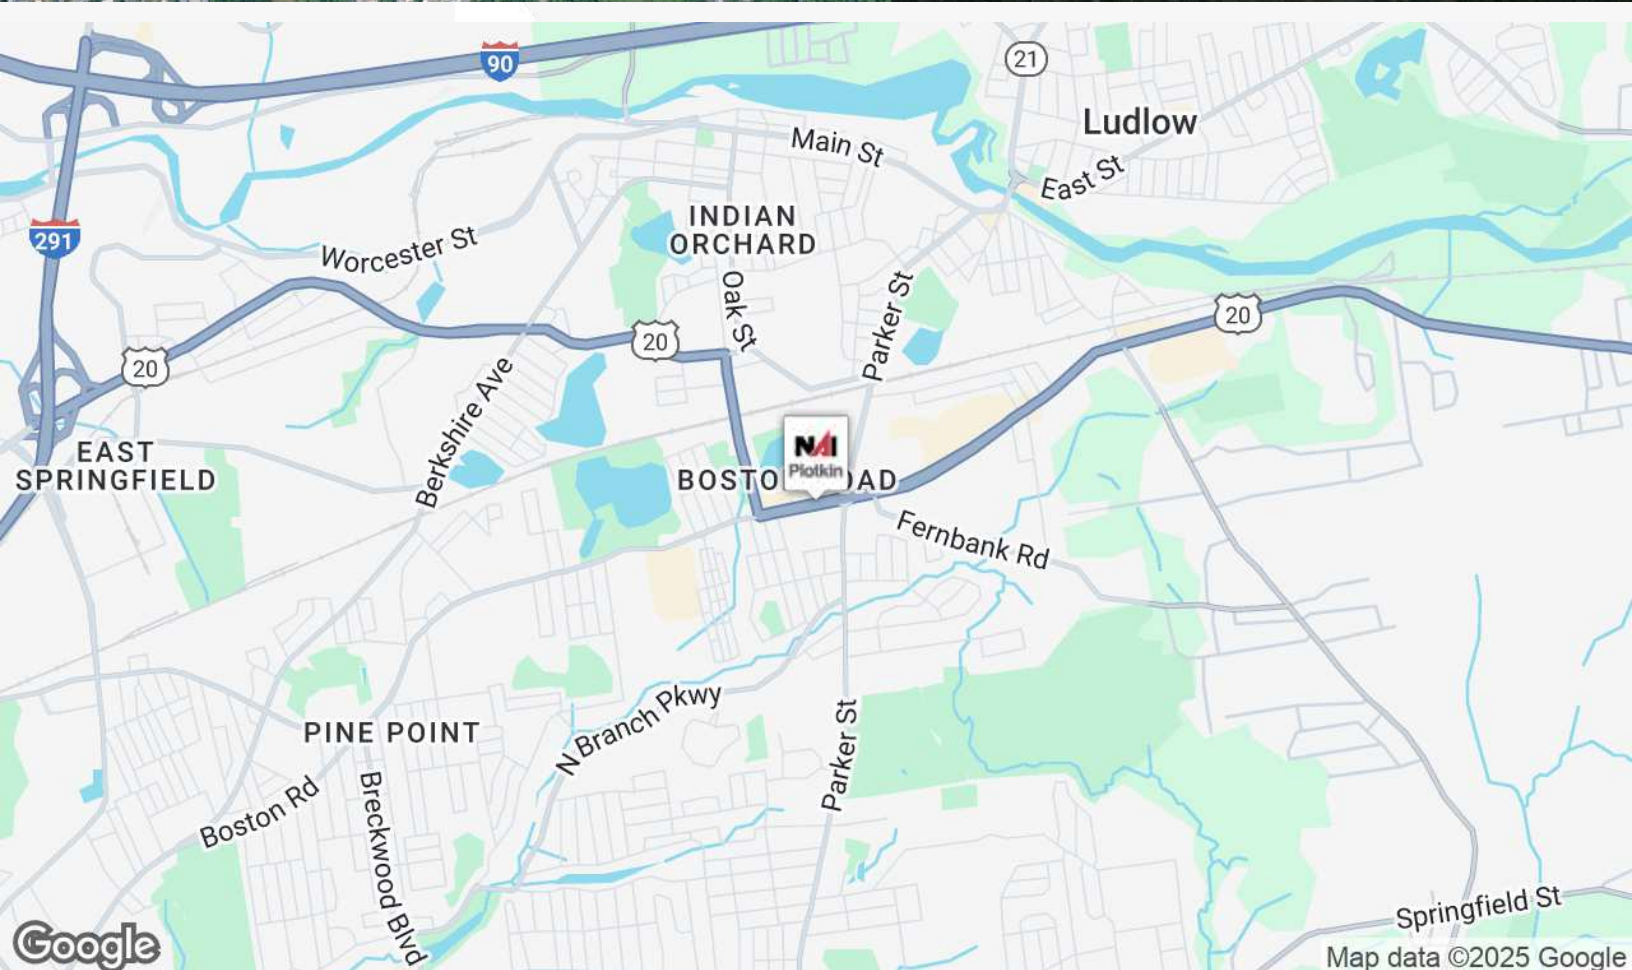 90
21
Ludlow
Main St
East St
INDIAN
ORCHARD
291
Worcester St
Oak St
Parker St
20
20
20
Berkshire Ave
EAST
SPRINGFIELD
NAI
Plotkin
BOSTO OAD
Fernbank Rd
N Branch Pkwy
Parker St
PINE POINT
Boston Rd
Breckwood Blvd
Springfield St
Google
Map data ©2025 Google